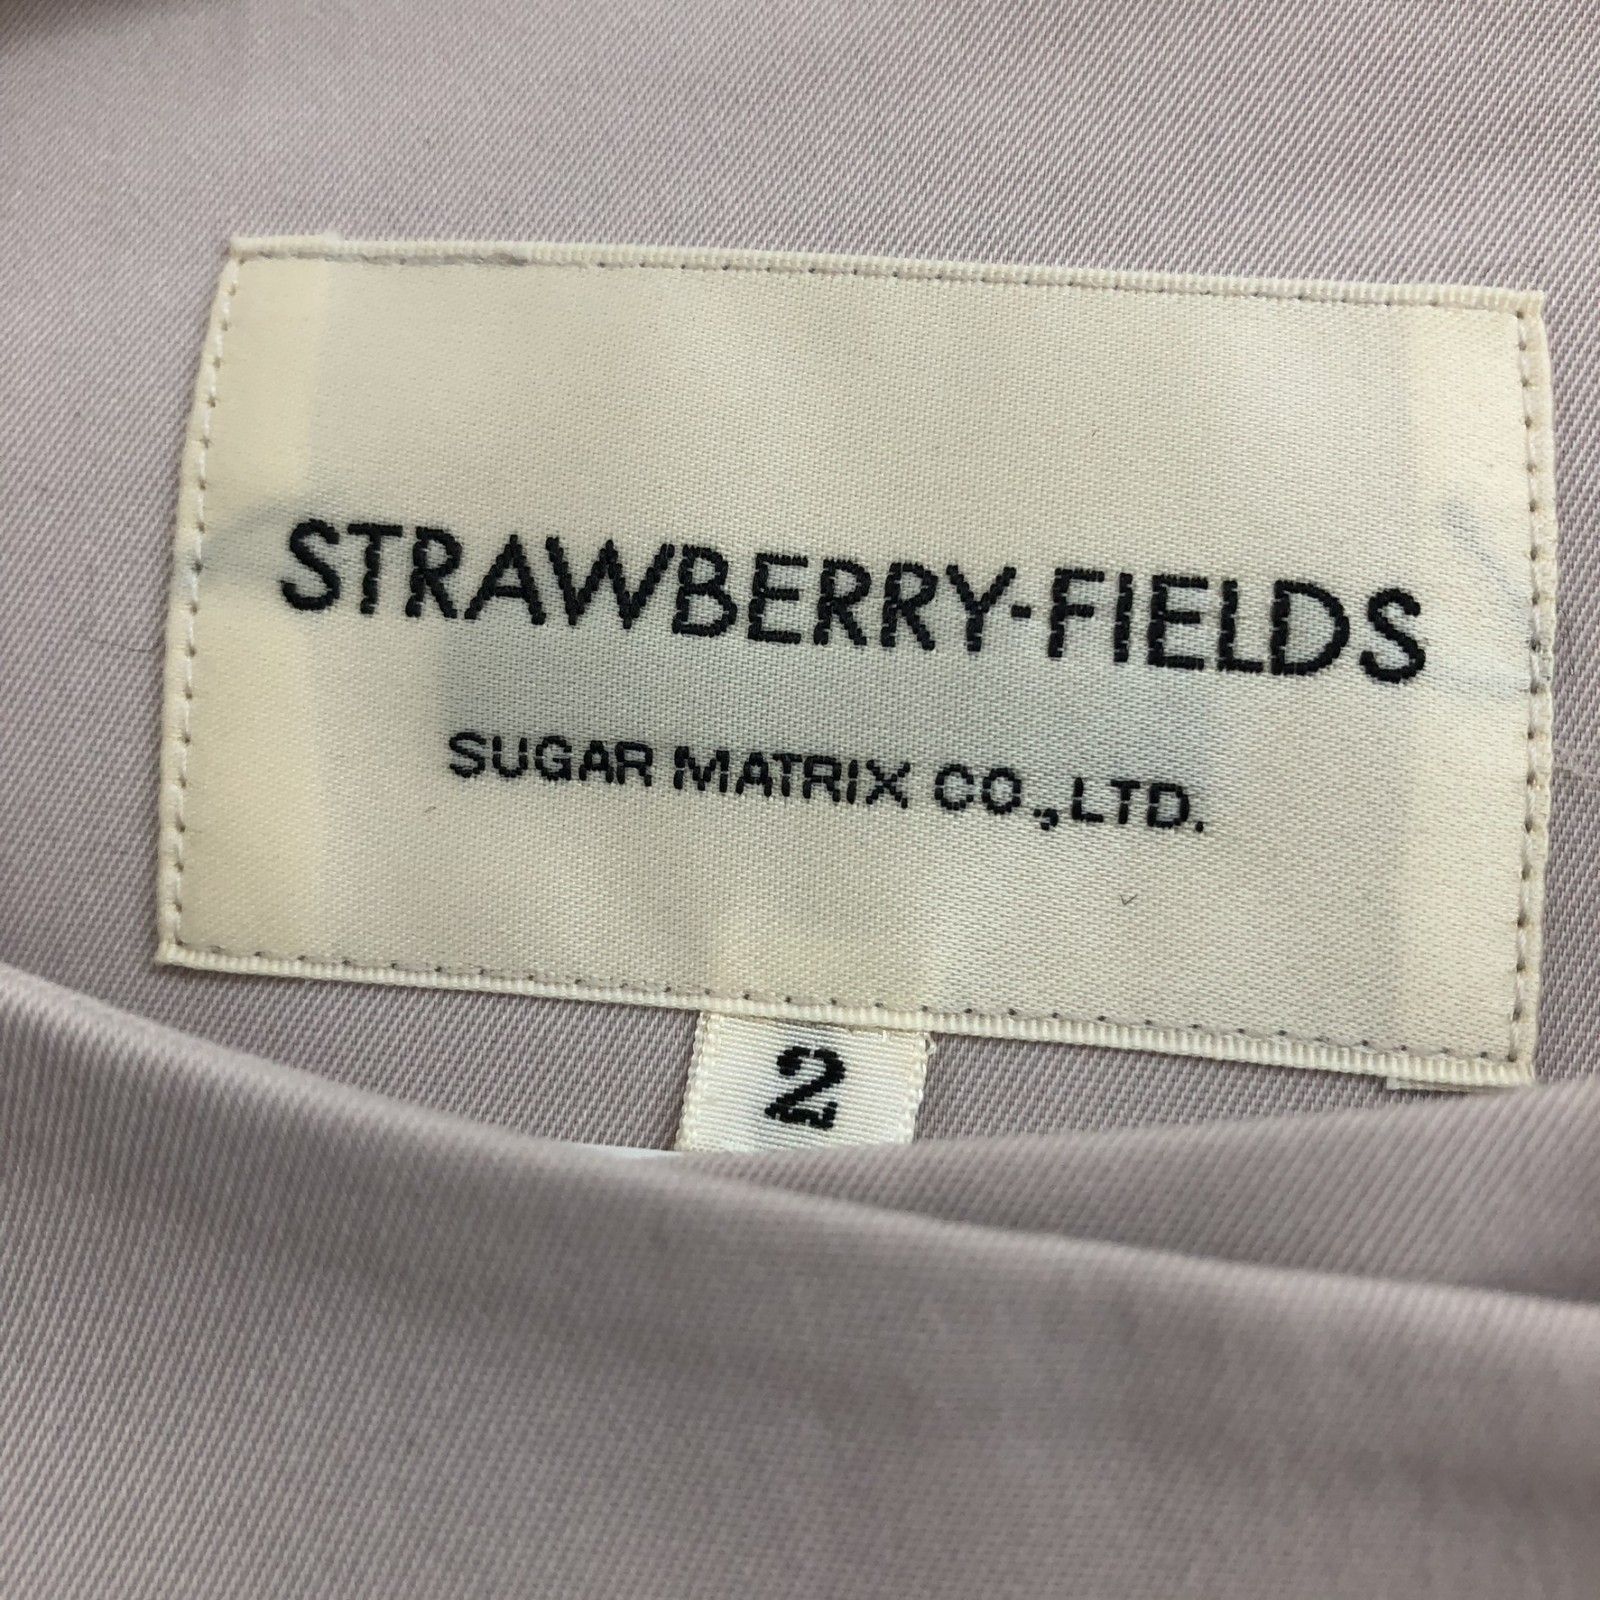 STRAWBERRY-FIELDS
SUGAR MATRIX CO.,LTD.
2